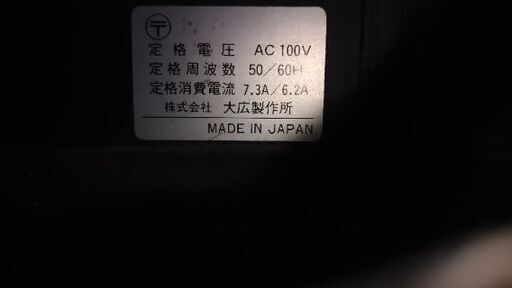 〒
定格電圧 AC 100V
定格周波数 50/60H
定格消費電流 7.3A/6.2A
株式会社 大広製作所
MADE IN JAPAN